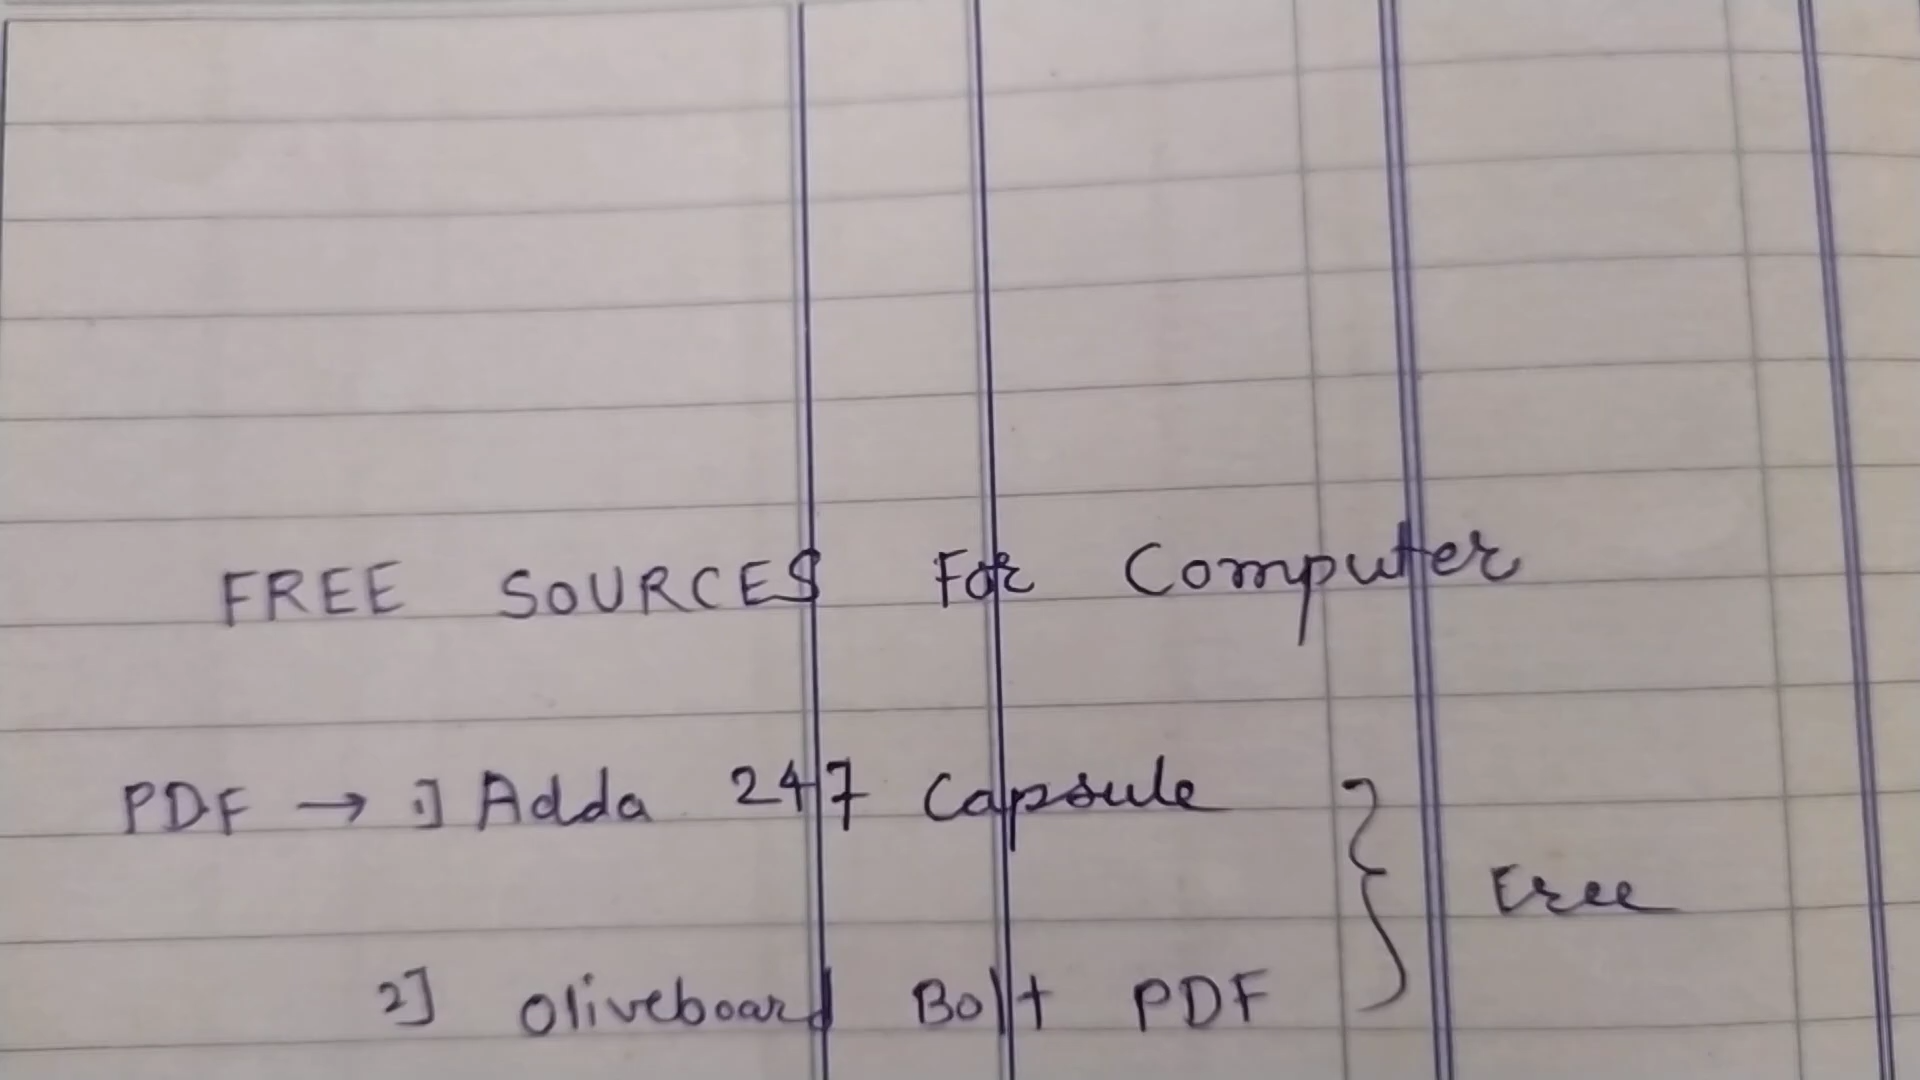 FREE SOURCES For Computer
PDF → 1] Adda 247 Capsule
Free
2] Oliveboard Bolt PDF